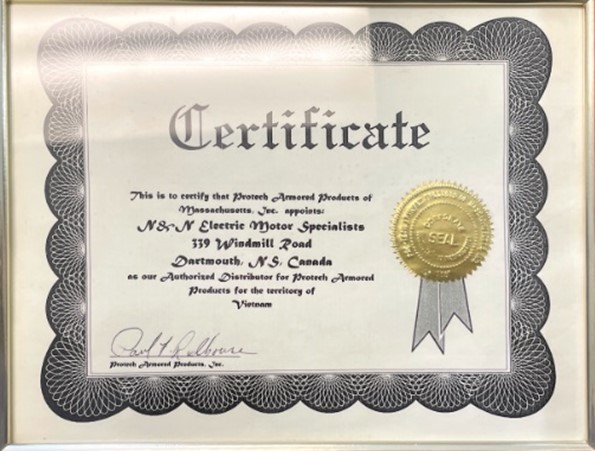 Certificate
This is to certify that Protech Armored Products of
Massachusetts, Inc. appoints:
N&N Electric Motor Specialists
339 Windmill Road
Dartmouth, NS, Canada
as our Authorized Distributor for Protech Armored
Products for the territory of
Vietnam
SEAL
Protech Armored Products, Inc.